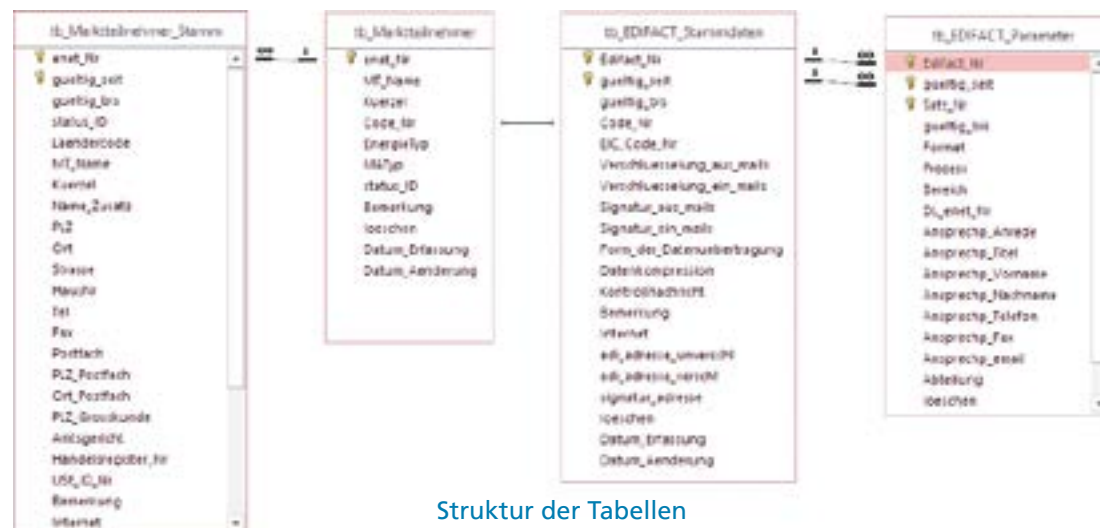 tb_Marktteilnehmer_Stamm
enet_Nr
gueltig_seit
gueltig_bis
status_ID
Laendercode
MT_Name
Kuerzel
Name_Zusatz
PLZ
Ort
Strasse
HausNr
Tel
Fax
Postfach
PLZ_Postfach
Ort_Postfach
PLZ_Grosskunde
Amtsgericht
Handelsregister_Nr
USt_ID_Nr
Bemerkung
Internet
tb_Marktteilnehmer
enet_Nr
MT_Name
Kuerzel
Code_Nr
EnergieTyp
status_ID
Bemerkung
loeschen
Datum_Erfassung
Datum_Aenderung
tb_EDIFACT_Stammdaten
Edifact_Nr
gueltig_seit
gueltig_bis
Code_Nr
EIC_Code_Nr
Verschluesselung_aus_mails
Verschluesselung_ein_mails
Signatur_aus_mails
Signatur_ein_mails
Form_der_Datenuebertragung
Datenkompression
Kontrollnachricht
Bemerkung
Internet
edi_adresse_unverschl
edi_adresse_verschl
signatur_adresse
loeschen
Datum_Erfassung
Datum_Aenderung
tb_EDIFACT_Parameter
Edifact_Nr
gueltig_seit
Satz_Nr
gueltig_bis
Format
Prozess
Bereich
DL_enet_Nr
Ansprechp_Anrede
Ansprechp_Titel
Ansprechp_Vorname
Ansprechp_Nachname
Ansprechp_Telefon
Ansprechp_Fax
Ansprechp_email
Abteilung
loeschen
∞ 1
1 ∞
1 ∞
Struktur der Tabellen